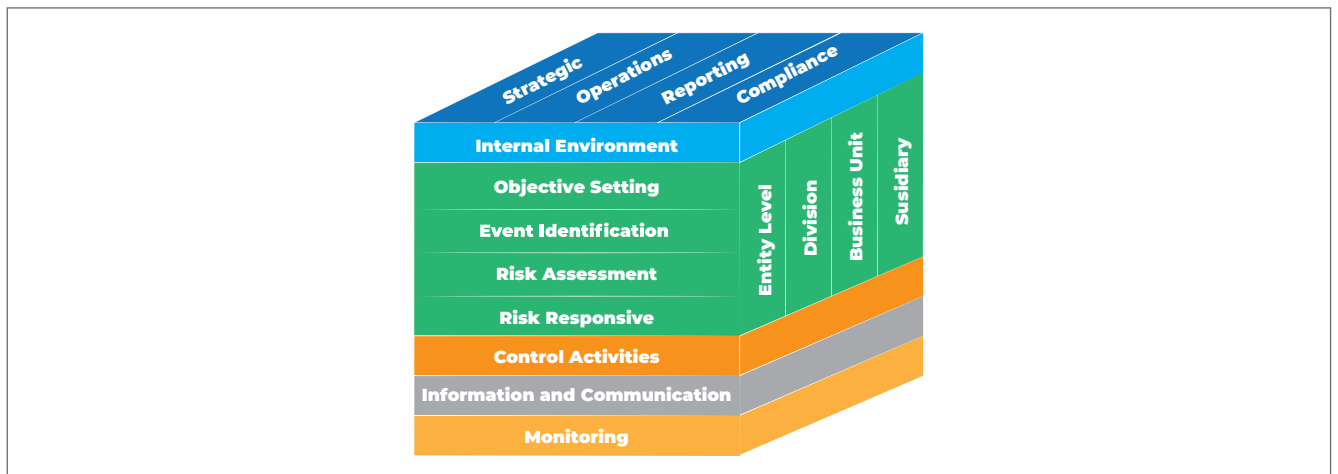 Strategic
Operations
Reporting
Compliance
Internal Environment
Objective Setting
Event Identification
Risk Assessment
Risk Responsive
Control Activities
Information and Communication
Monitoring
Entity Level
Division
Business Unit
Susidiary